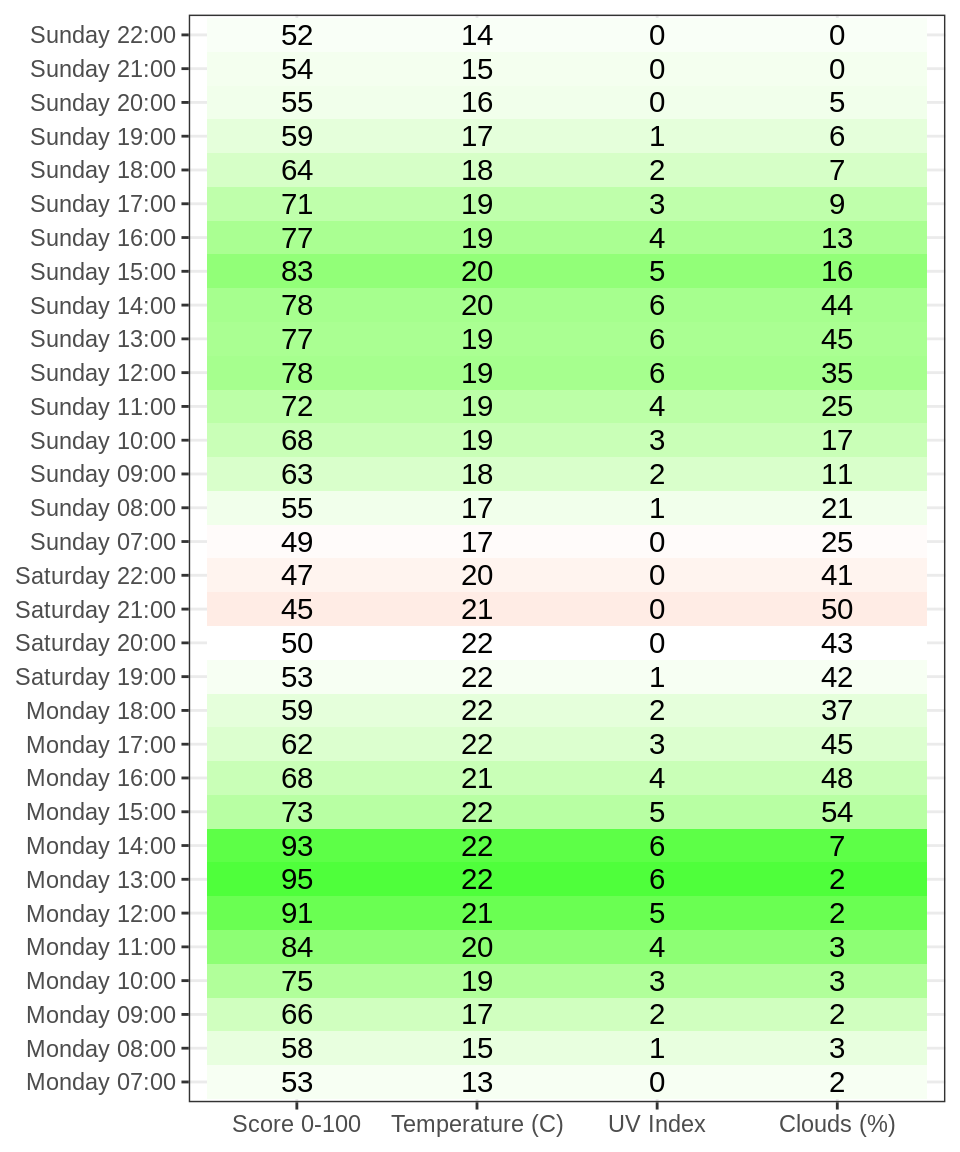 Sunday 22:00 52 14 0 0
Sunday 21:00 54 15 0 0
Sunday 20:00 55 16 0 5
Sunday 19:00 59 17 1 6
Sunday 18:00 64 18 2 7
Sunday 17:00 71 19 3 9
Sunday 16:00 77 19 4 13
Sunday 15:00 83 20 5 16
Sunday 14:00 78 20 6 44
Sunday 13:00 77 19 6 45
Sunday 12:00 78 19 6 35
Sunday 11:00 72 19 4 25
Sunday 10:00 68 19 3 17
Sunday 09:00 63 18 2 11
Sunday 08:00 55 17 1 21
Sunday 07:00 49 17 0 25
Saturday 22:00 47 20 0 41
Saturday 21:00 45 21 0 50
Saturday 20:00 50 22 0 43
Saturday 19:00 53 22 1 42
Monday 18:00 59 22 2 37
Monday 17:00 62 22 3 45
Monday 16:00 68 21 4 48
Monday 15:00 73 22 5 54
Monday 14:00 93 22 6 7
Monday 13:00 95 22 6 2
Monday 12:00 91 21 5 2
Monday 11:00 84 20 4 3
Monday 10:00 75 19 3 3
Monday 09:00 66 17 2 2
Monday 08:00 58 15 1 3
Monday 07:00 53 13 0 2
Score 0-100 Temperature (C) UV Index Clouds (%)